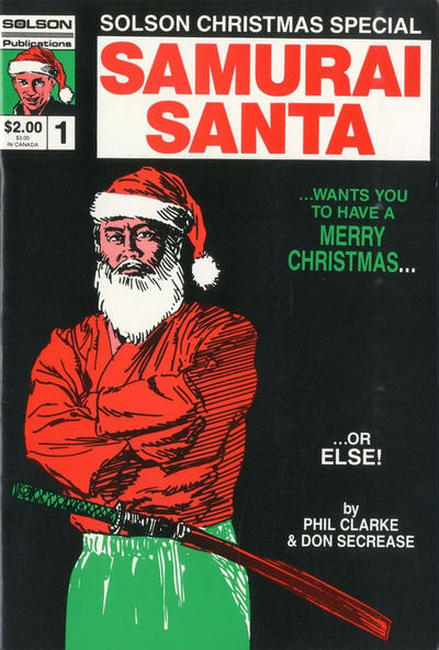 SOLSON
Publications
$2.00
$3.00
IN CANADA
1
SOLSON CHRISTMAS SPECIAL
SAMURAI
SANTA
...WANTS YOU
TO HAVE A
MERRY
CHRISTMAS...
...OR
ELSE!
by
PHIL CLARKE
& DON SECREASE